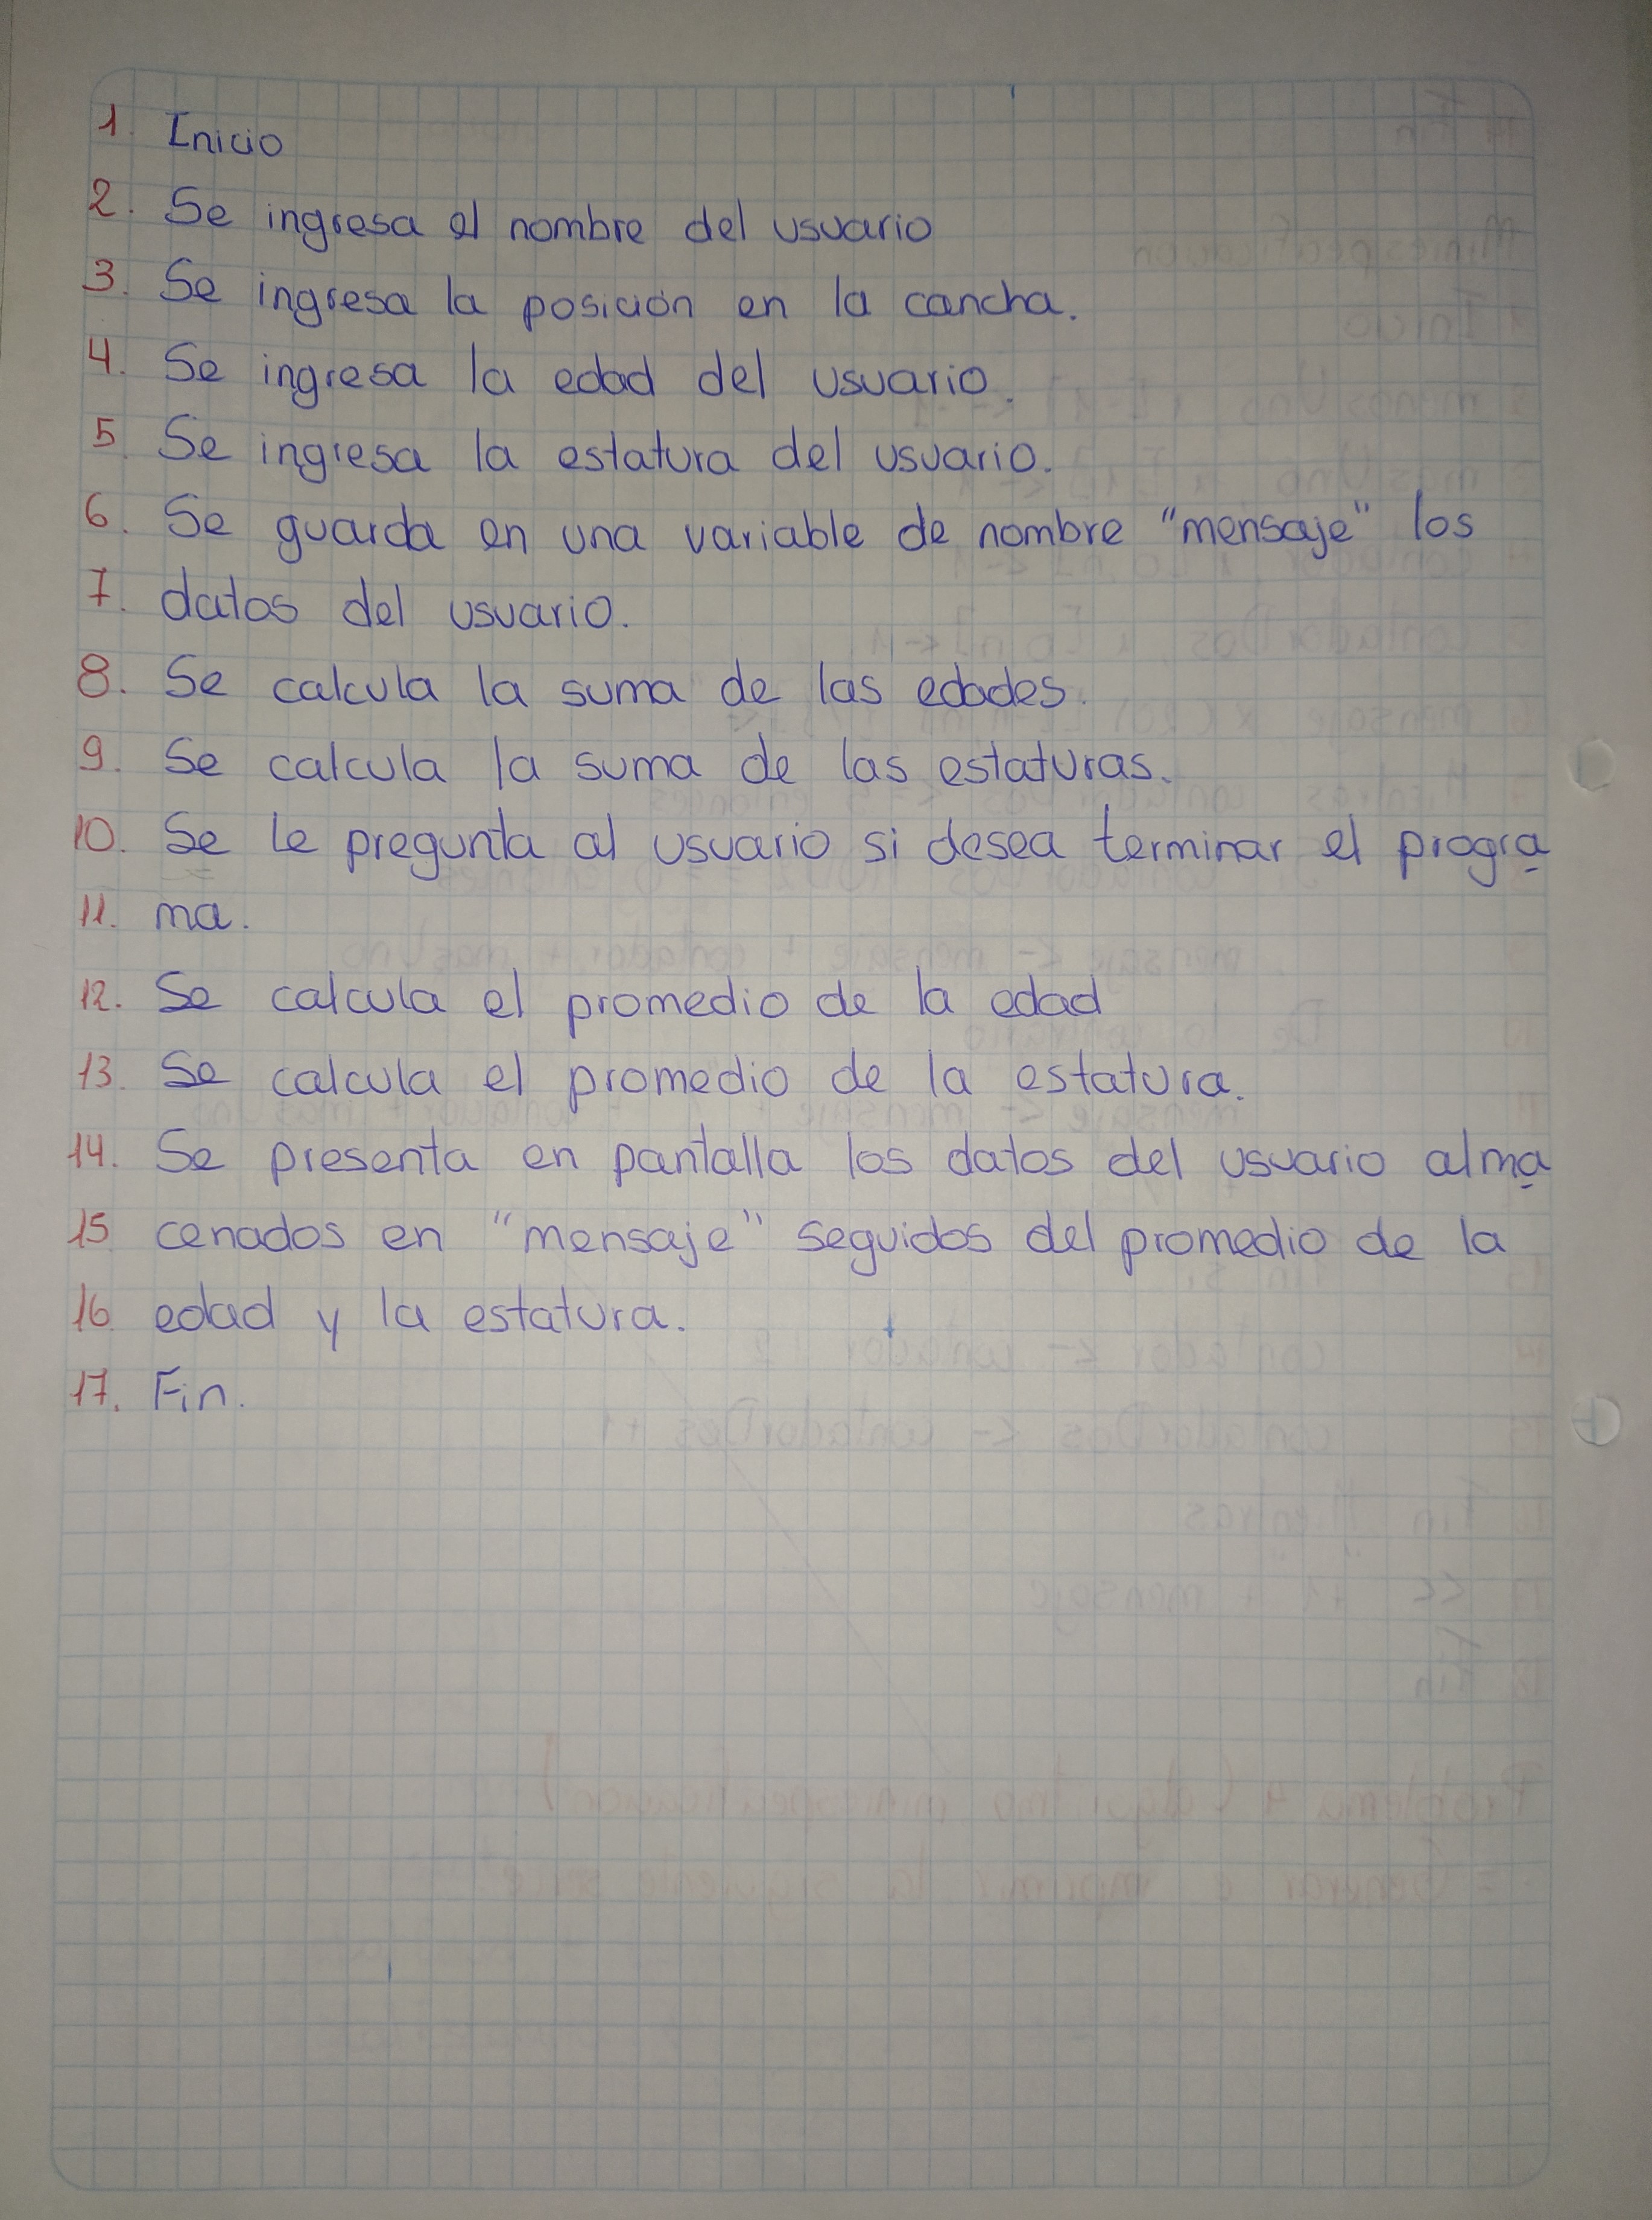 1. Inicio
2. Se ingresa el nombre del usuario
3. Se ingresa la posición en la cancha.
4. Se ingresa la edad del usuario.
5. Se ingresa la estatura del usuario.
6. Se guarda en una variable de nombre "mensaje" los
7. datos del usuario.
8. Se calcula la suma de las edades.
9. Se calcula la suma de las estaturas.
10. Se le pregunta al usuario si desea terminar el progra
11. ma.
12. Se calcula el promedio de la edad
13. Se calcula el promedio de la estatura.
14. Se presenta en pantalla los datos del usuario alma
15 cenados en "mensaje" seguidos del promedio de la
16 edad y la estatura.
17. Fin.